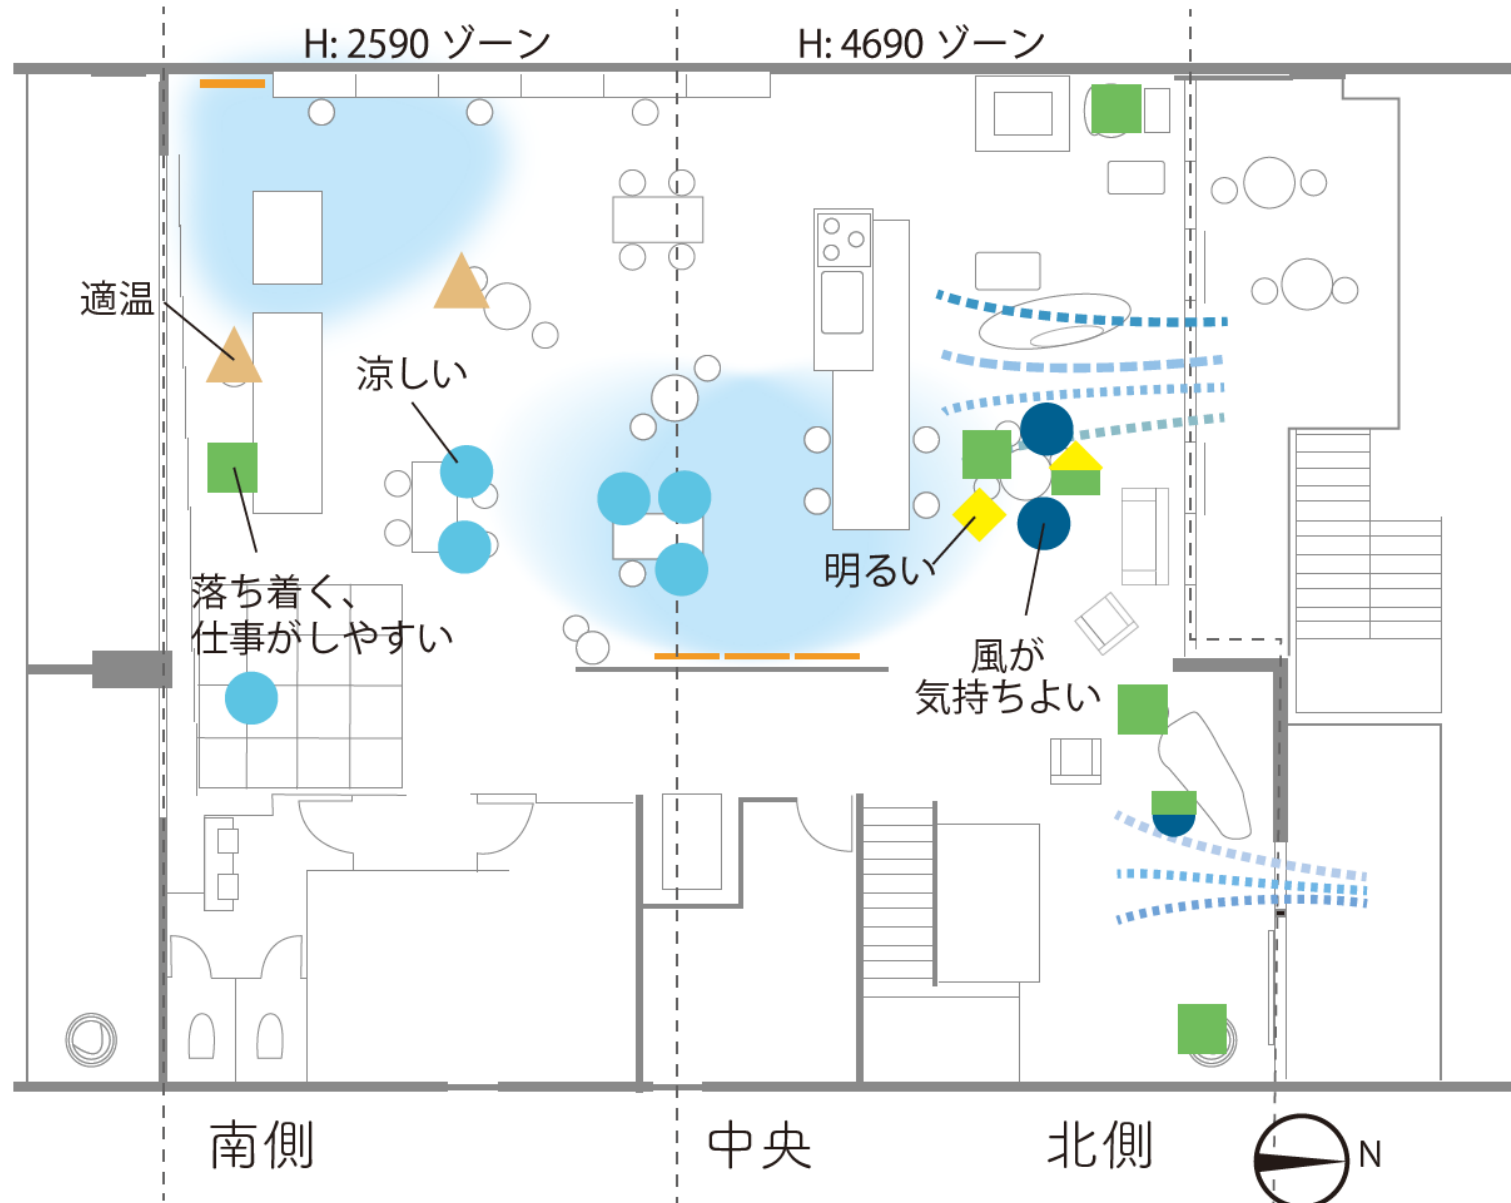 H: 2590 ゾーン
H: 4690 ゾーン
適温
涼しい
落ち着く、
仕事がしやすい
明るい
風が
気持ちよい
南側
中央
北側
N